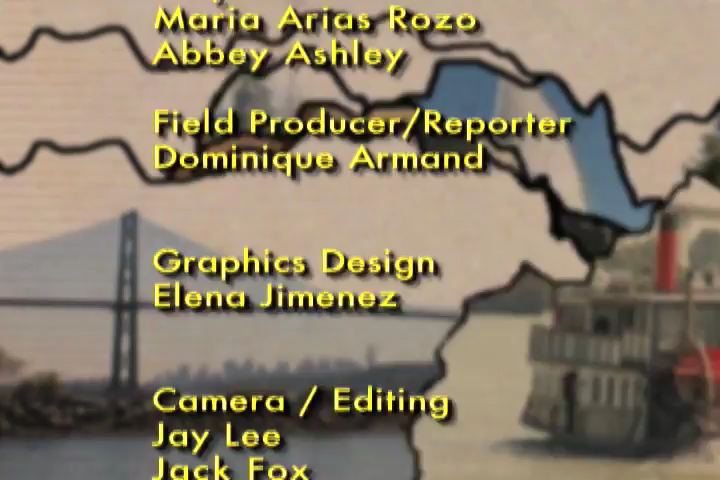 Maria Arias Rozo
Abbey Ashley
Field Producer/Reporter
Dominique Armand
Graphics Design
Elena Jimenez
Camera / Editing
Jay Lee
Jack Fox